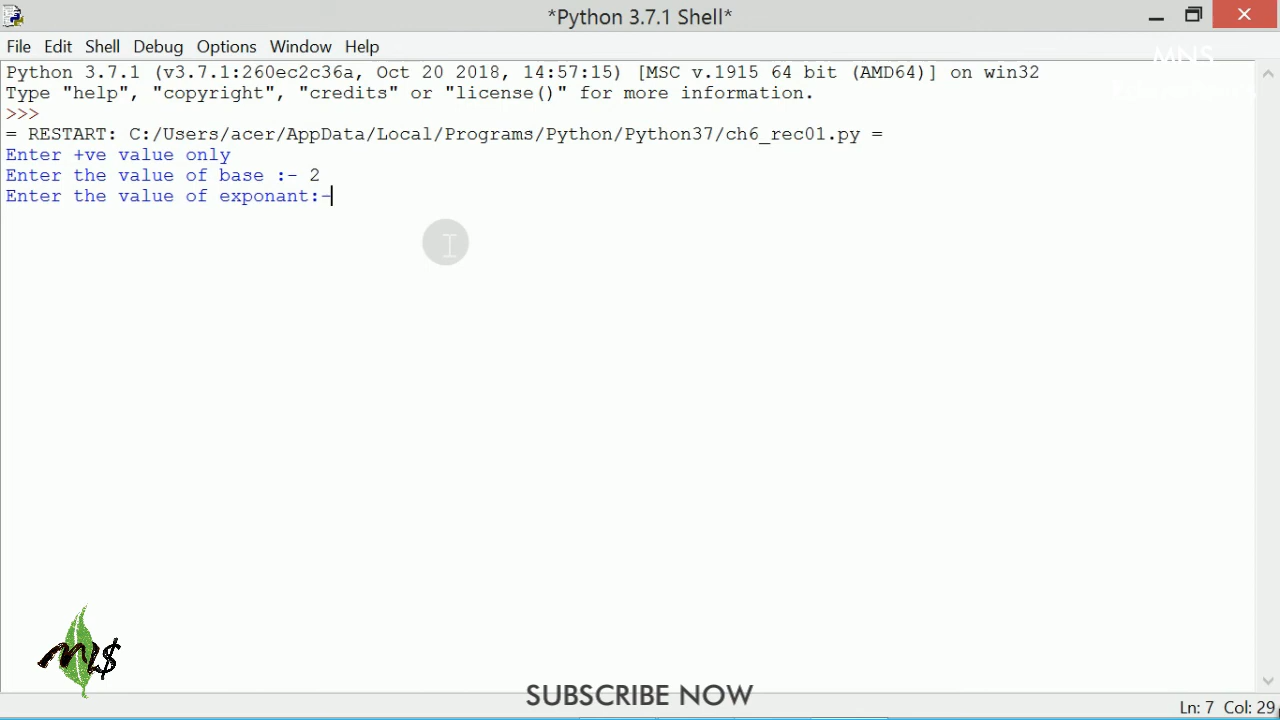 *Python 3.7.1 Shell*
File Edit Shell Debug Options Window Help
MNS
Python 3.7.1 (v3.7.1:260ec2c36a, Oct 20 2018, 14:57:15) [MSC v.1915 64 bit (AMD64)] on win32
Type "help", "copyright", "credits" or "license()" for more information.
>>>
= RESTART: C:/Users/acer/AppData/Local/Programs/Python/Python37/ch6_rec01.py =
Enter +ve value only
Enter the value of base :- 2
Enter the value of exponant:-
SUBSCRIBE NOW
Ln: 7 Col: 29